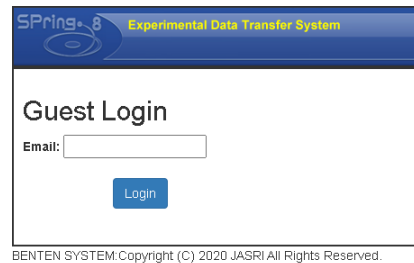 SPring-8
Experimental Data Transfer System
Guest Login
Email:
Login
BENTEN SYSTEM:Copyright (C) 2020 JASRI All Rights Reserved.